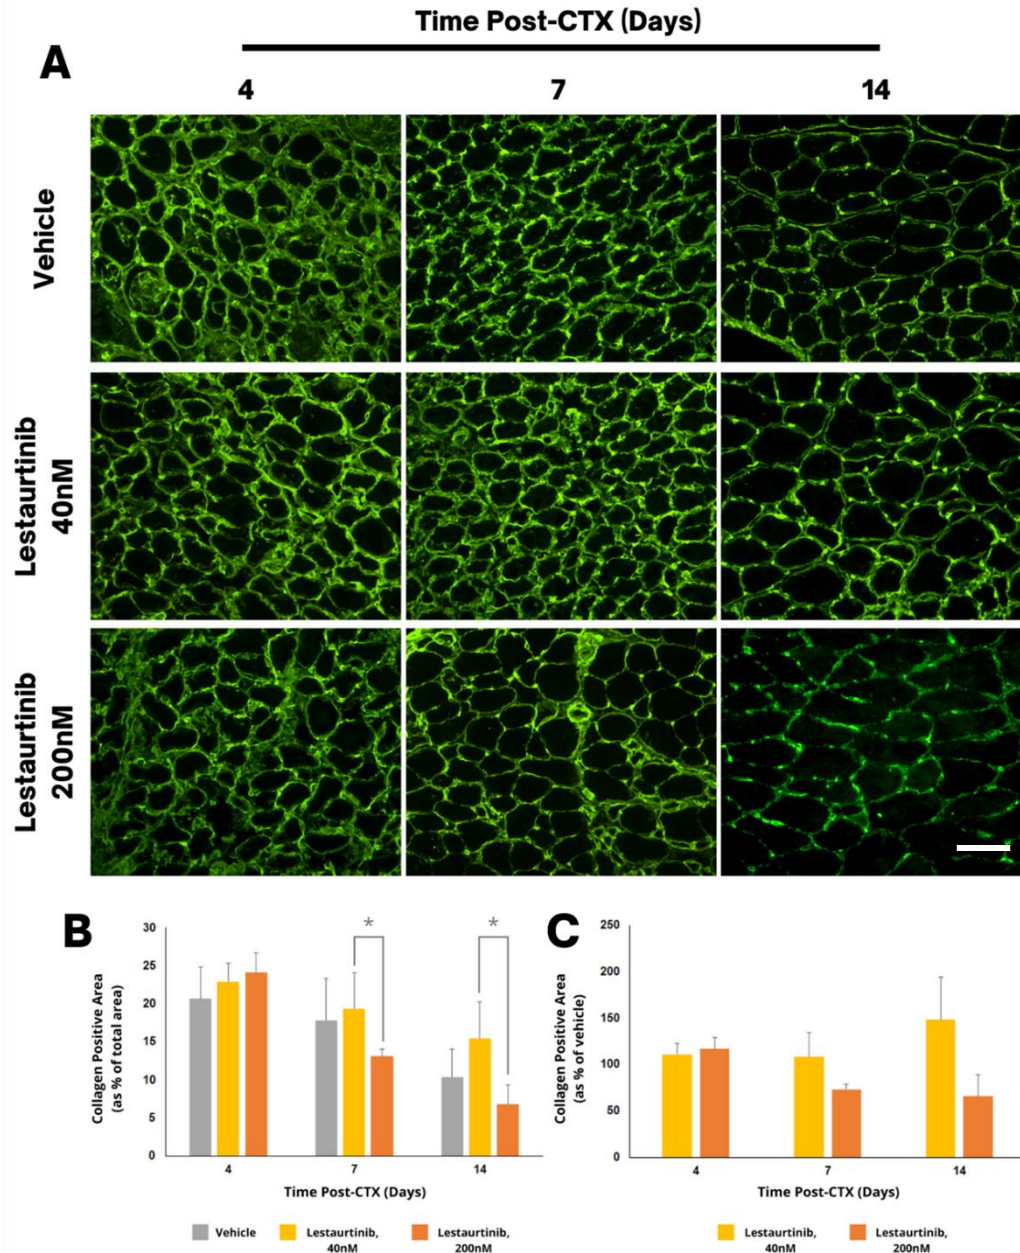 Time Post-CTX (Days)
A
4 7 14
Vehicle
Lestaurtinib
40nM
Lestaurtinib
200nM
B
Collagen Positive Area
(as % of total area)
30
25
20
15
10
5
0
*
*
4 7 14
Time Post-CTX (Days)
Vehicle
Lestaurtinib,
40nM
Lestaurtinib,
200nM
C
Collagen Positive Area
(as % of vehicle)
250
200
150
100
50
0
4 7 14
Time Post-CTX (Days)
Lestaurtinib,
40nM
Lestaurtinib,
200nM